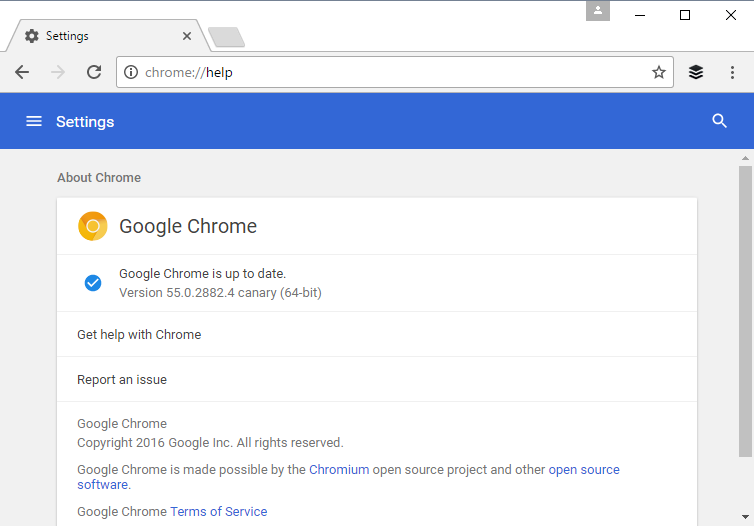 Settings
chrome://help
Settings
About Chrome
Google Chrome
Google Chrome is up to date.
Version 55.0.2882.4 canary (64-bit)
Get help with Chrome
Report an issue
Google Chrome
Copyright 2016 Google Inc. All rights reserved.
Google Chrome is made possible by the Chromium open source project and other open source
software.
Google Chrome Terms of Service